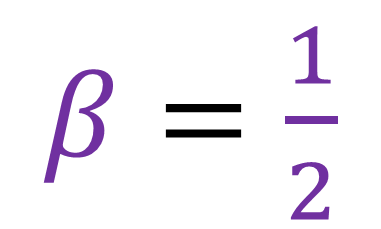 β = 1/2